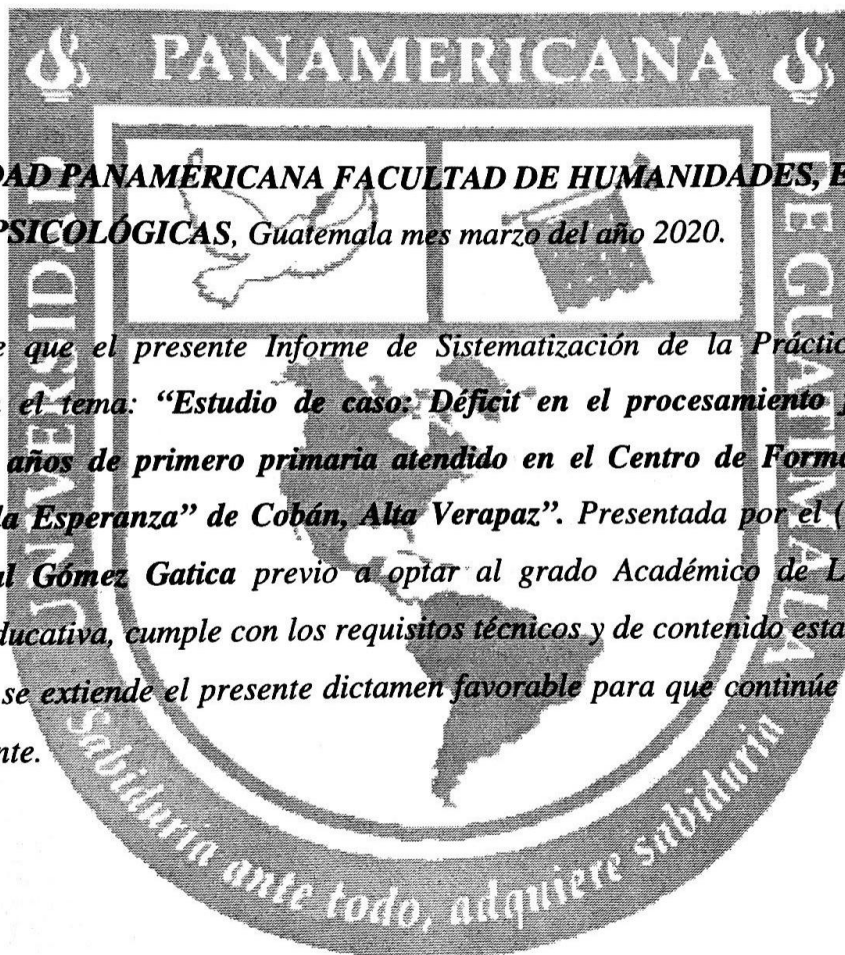 PANAMERICANA
UNIVERSIDAD
DE GUATEMALA
DAD PANAMERICANA FACULTAD DE HUMANIDADES, E
PSICOLÓGICAS, Guatemala mes marzo del año 2020.
e que el presente Informe de Sistematización de la Práctic
el tema: “Estudio de caso: Déficit en el procesamiento
años de primero primaria atendido en el Centro de Forma
la Esperanza” de Cobán, Alta Verapaz”. Presentada por el (
l Gómez Gatica previo a optar al grado Académico de L
ducativa, cumple con los requisitos técnicos y de contenido esta
se extiende el presente dictamen favorable para que continúe
nte.
Sabiduría ante todo, adquiere sabiduría